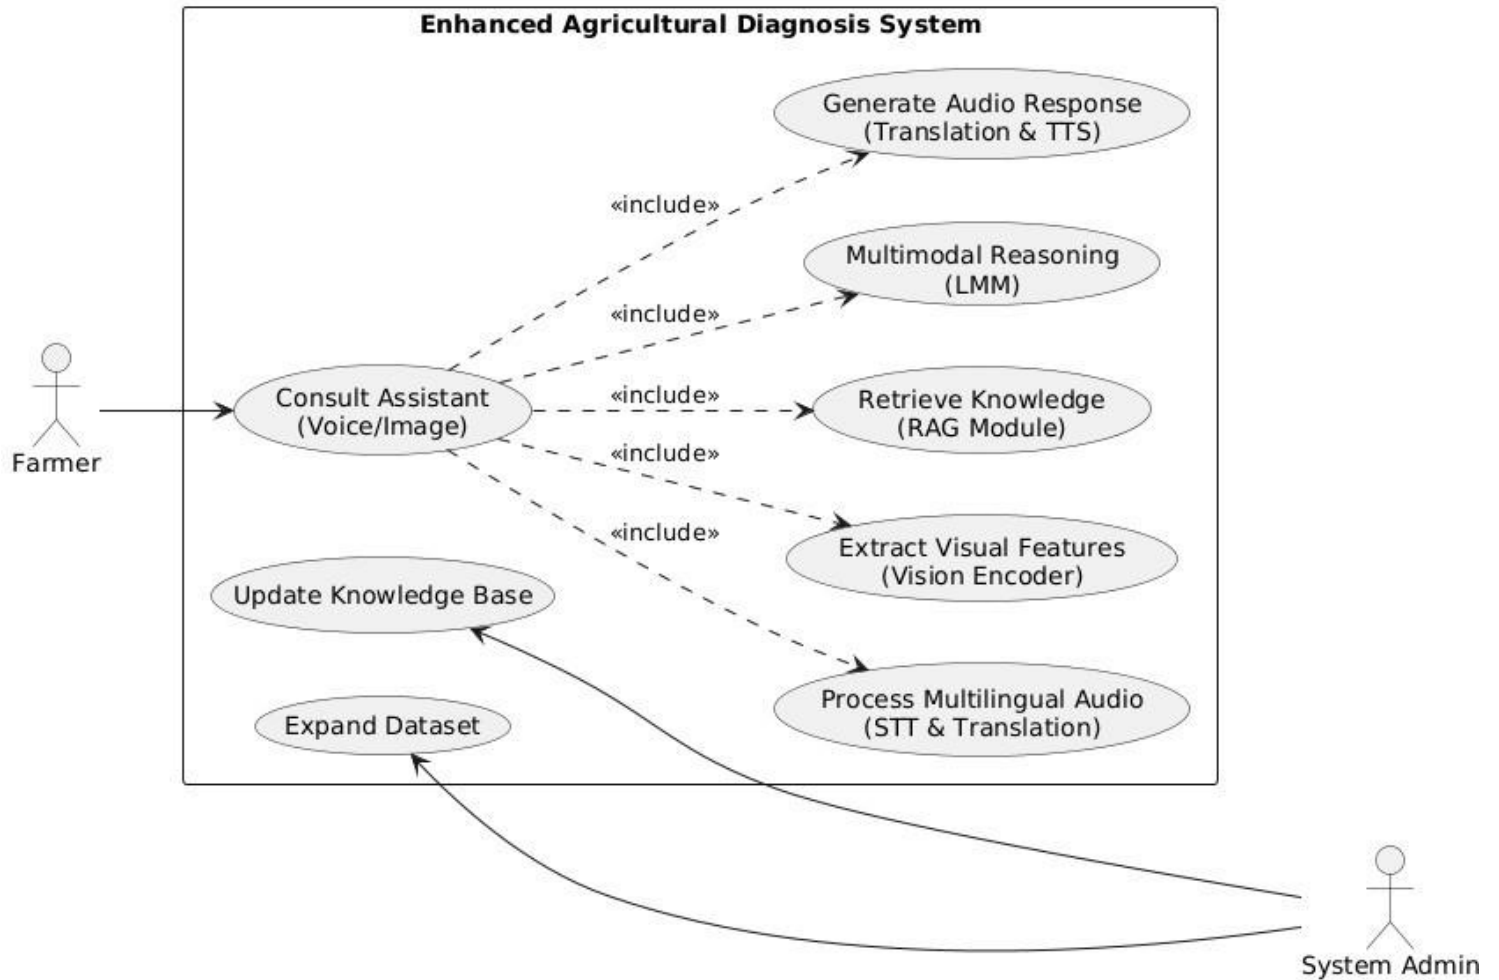 Enhanced Agricultural Diagnosis System
Generate Audio Response
(Translation & TTS)
«include»
Multimodal Reasoning
(LMM)
«include»
Consult Assistant
(Voice/Image)
«include»
Retrieve Knowledge
(RAG Module)
Farmer
«include»
Extract Visual Features
(Vision Encoder)
«include»
Update Knowledge Base
Process Multilingual Audio
(STT & Translation)
Expand Dataset
System Admin